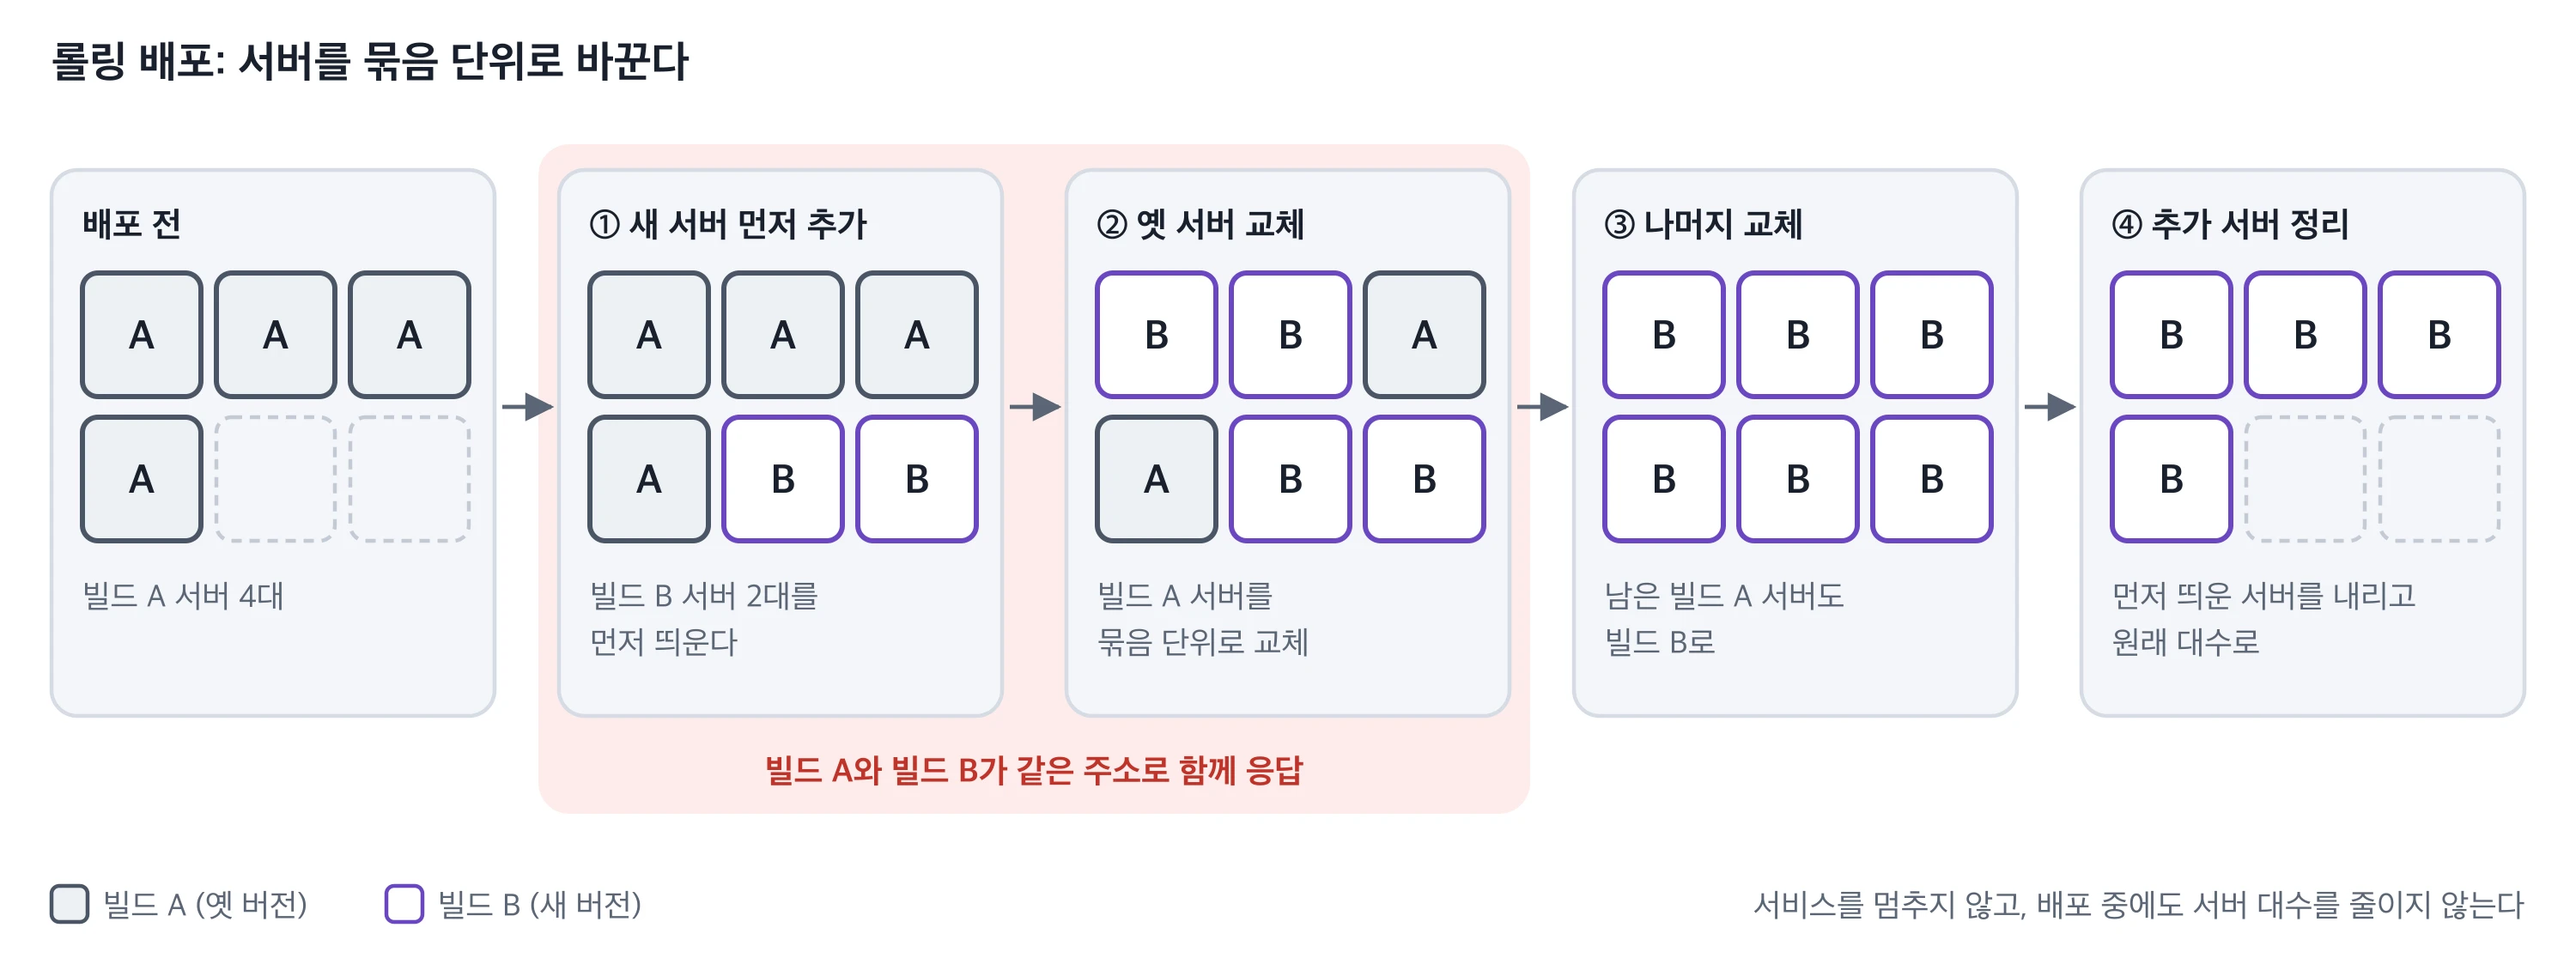 롤링 배포: 서버를 묶음 단위로 바꾼다
배포 전
A A A
A
빌드 A 서버 4대
① 새 서버 먼저 추가
A A A
A B B
빌드 B 서버 2대를
먼저 띄운다
② 옛 서버 교체
B B A
A B B
빌드 A 서버를
묶음 단위로 교체
③ 나머지 교체
B B B
B B B
남은 빌드 A 서버도
빌드 B로
④ 추가 서버 정리
B B B
B
먼저 띄운 서버를 내리고
원래 대수로
빌드 A와 빌드 B가 같은 주소로 함께 응답
빌드 A (옛 버전)
빌드 B (새 버전)
서비스를 멈추지 않고, 배포 중에도 서버 대수를 줄이지 않는다